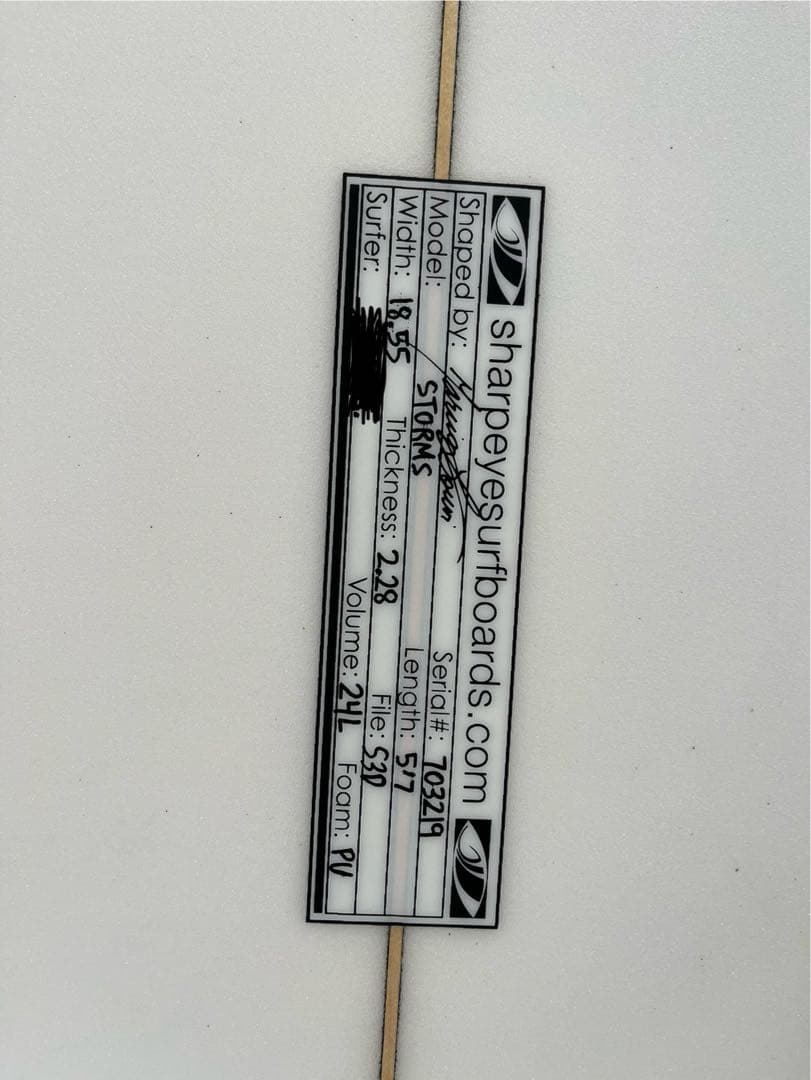 sharpeyesurfboards.com
Shaped by: Serial#: 703219
Model: STORMS Length: 5'7
Width: 18.55 Thickness: 2.28 File: S3D
Surfer: Volume: 24L Foam: PU